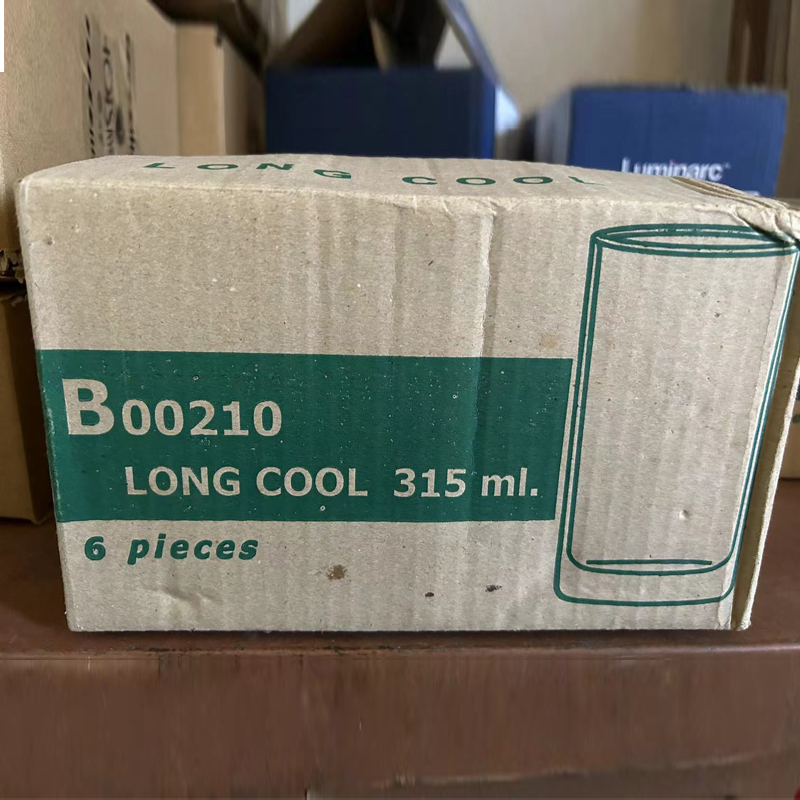 LONG COOL
Luminarc
B00210
LONG COOL 315 ml.
6 pieces